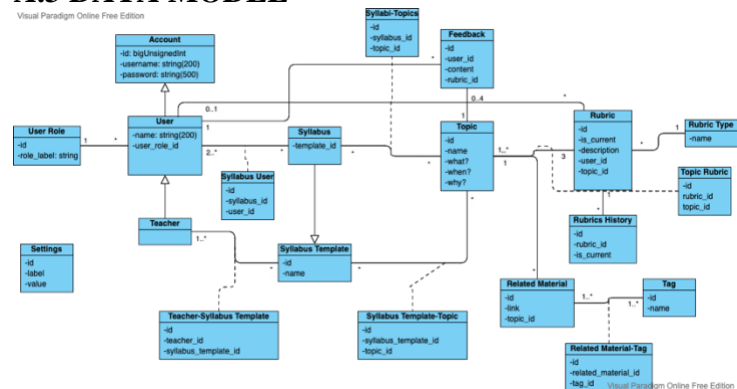 A.3 DATA MODEL
Visual Paradigm Online Free Edition
Account
-id: bigUnsignedInt
-username: string(200)
-password: string(500)
Syllabi-Topics
-id
-syllabus_id
-topic_id
Feedback
-id
-user_id
-content
-rubric_id
User Role
-id
-role_label: string
1
*
User
-name: string(200)
-user_role_id
0..1
1
2..*
*
Syllabus
-template_id
*
*
Syllabus User
-id
-syllabus_id
-user_id
*
1
0..4
*
Topic
-id
-name
-what?
-when?
-why?
1..*
1
*
*
3
Rubric
-id
-is_current
-description
-user_id
-topic_id
*
1
Rubric Type
-name
Topic Rubric
-id
rubric_id
topic_id
1
*
Rubrics History
-id
-rubric_id
-is_current
Teacher
1..*
*
Syllabus Template
-id
-name
*
Settings
-id
-label
-value
Teacher-Syllabus Template
-id
-teacher_id
-syllabus_template_id
Syllabus Template-Topic
-id
-syllabus_template_id
-topic_id
*
Related Material
-id
-link
-topic_id
1..*
1..*
Tag
-id
-name
Related Material-Tag
-id
-related_material_id
-tag_id
Visual Paradigm Online Free Edition